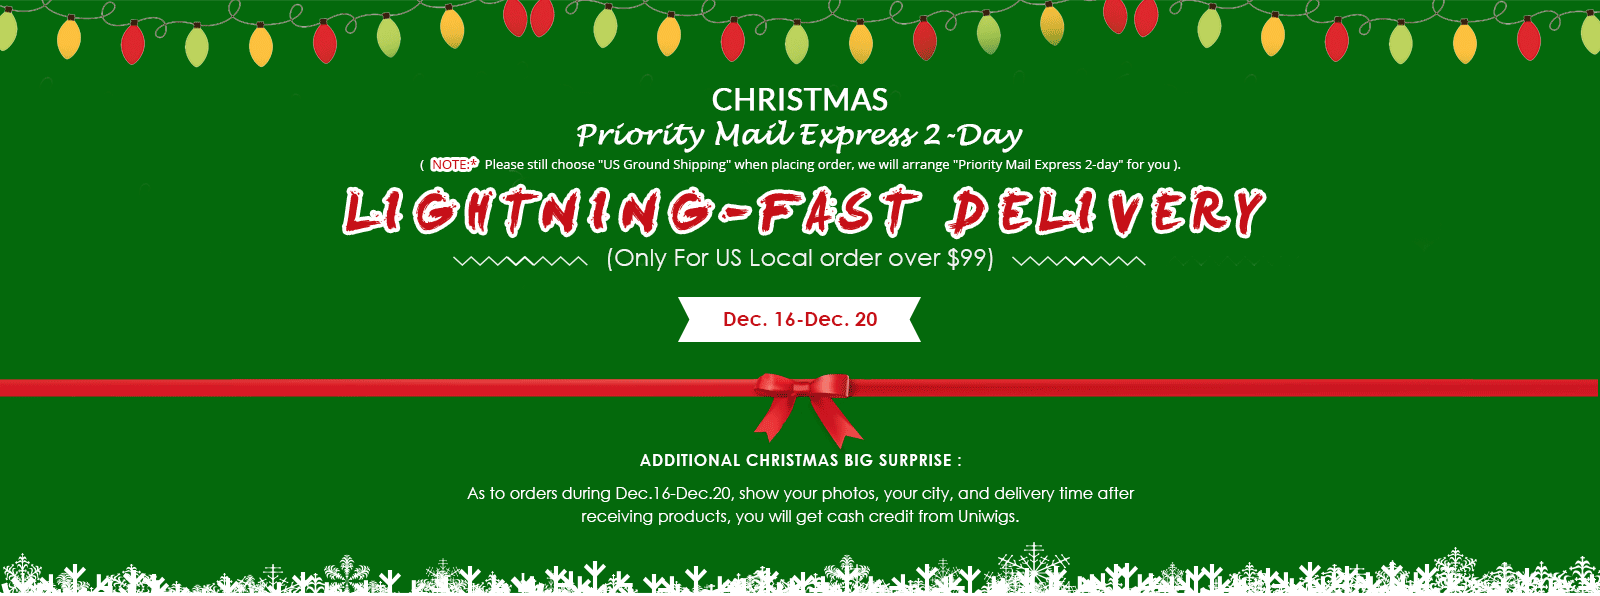 CHRISTMAS
Priority Mail Express 2-Day
( NOTE:* Please still choose "US Ground Shipping" when placing order, we will arrange "Priority Mail Express 2-day" for you ).
LIGHTNING-FAST DELIVERY
(Only For US Local order over $99)
Dec. 16-Dec. 20
ADDITIONAL CHRISTMAS BIG SURPRISE :
As to orders during Dec.16-Dec.20, show your photos, your city, and delivery time after
receiving products, you will get cash credit from Uniwigs.